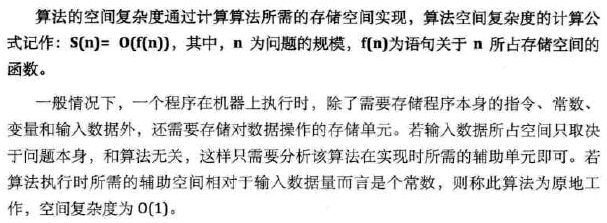 算法的空间复杂度通过计算算法所需的存储空间实现，算法空间复杂度的计算公
式记作：S(n)= O(f(n))，其中，n 为问题的规模，f(n)为语句关于 n 所占存储空间的
函数。
一般情况下，一个程序在机器上执行时，除了需要存储程序本身的指令、常数、
变量和输入数据外，还需要存储对数据操作的存储单元。若输入数据所占空间只取决
于问题本身，和算法无关，这样只需要分析该算法在实现时所需的辅助单元即可。若
算法执行时所需的辅助空间相对于输入数据量而言是个常数，则称此算法为原地工
作，空间复杂度为 O(1)。